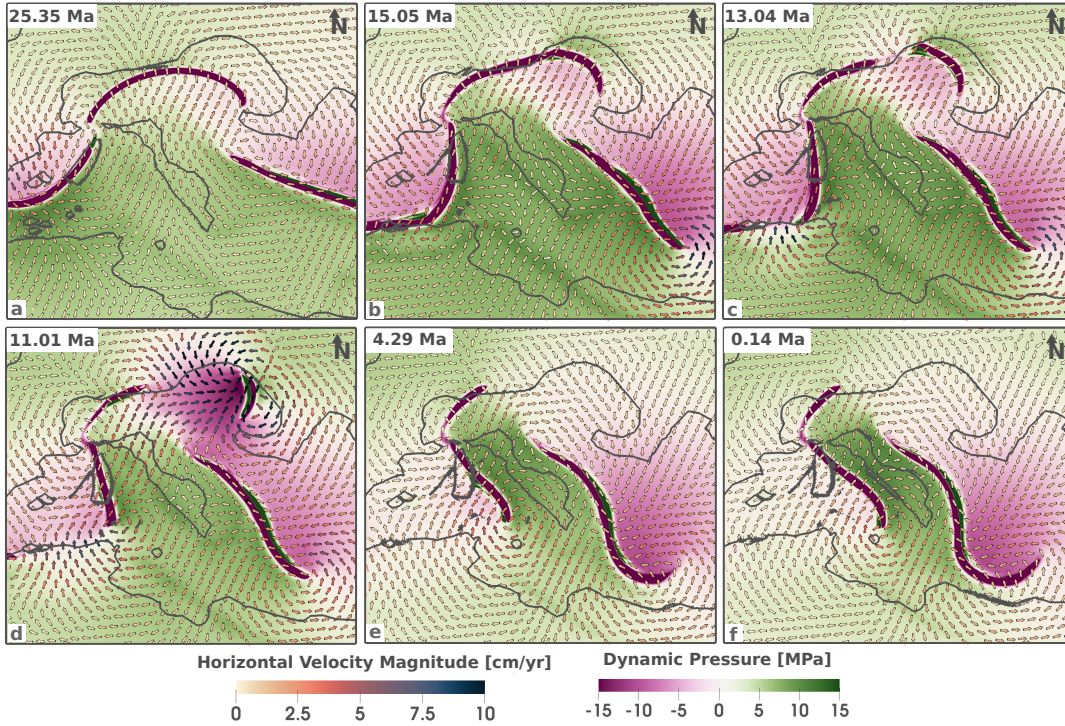 25.35 Ma
N
a
15.05 Ma
N
b
13.04 Ma
N
c
11.01 Ma
N
d
4.29 Ma
N
e
0.14 Ma
N
f
Horizontal Velocity Magnitude [cm/yr]
0 2.5 5 7.5 10
Dynamic Pressure [MPa]
-15 -10 -5 0 5 10 15